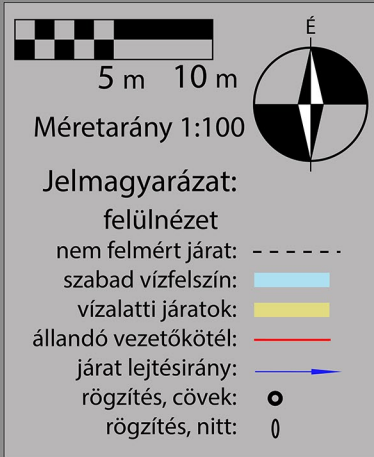 É
5 m 10 m
Méretarány 1:100
Jelmagyarázat:
felülnézet
nem felmért járat:
szabad vízfelszín:
vízalatti járatok:
állandó vezetőkötél:
járat lejtésirány:
rögzítés, cövek:
rögzítés, nitt: